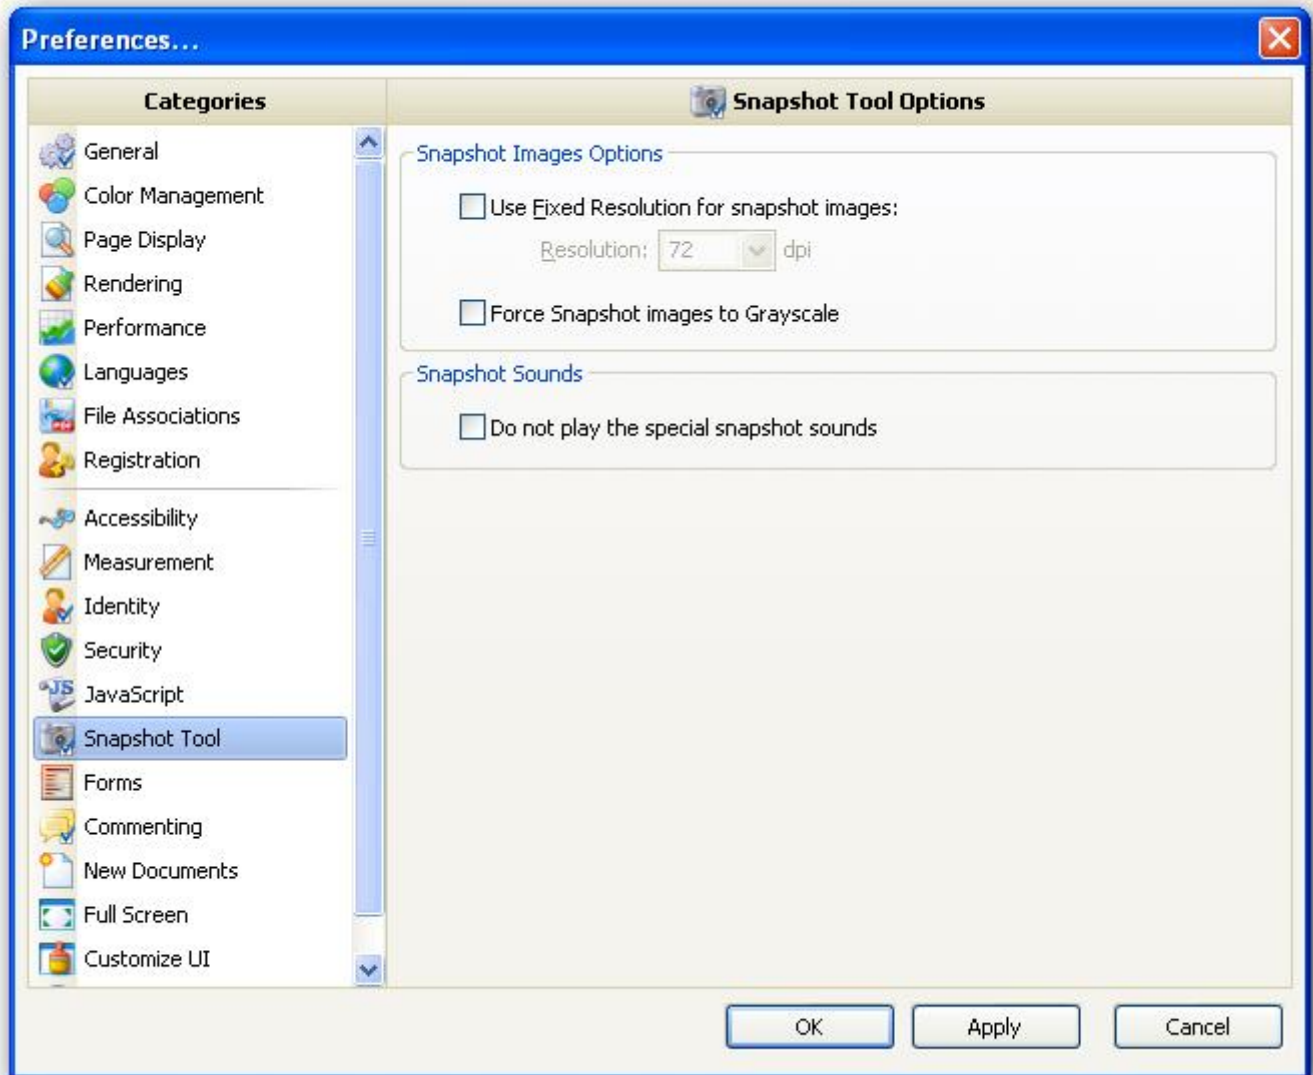 Preferences...
Categories
General
Color Management
Page Display
Rendering
Performance
Languages
File Associations
Registration
Accessibility
Measurement
Identity
Security
JavaScript
Snapshot Tool
Forms
Commenting
New Documents
Full Screen
Customize UI
Snapshot Tool Options
Snapshot Images Options
Use Fixed Resolution for snapshot images:
Resolution: 72 dpi
Force Snapshot images to Grayscale
Snapshot Sounds
Do not play the special snapshot sounds
OK Apply Cancel